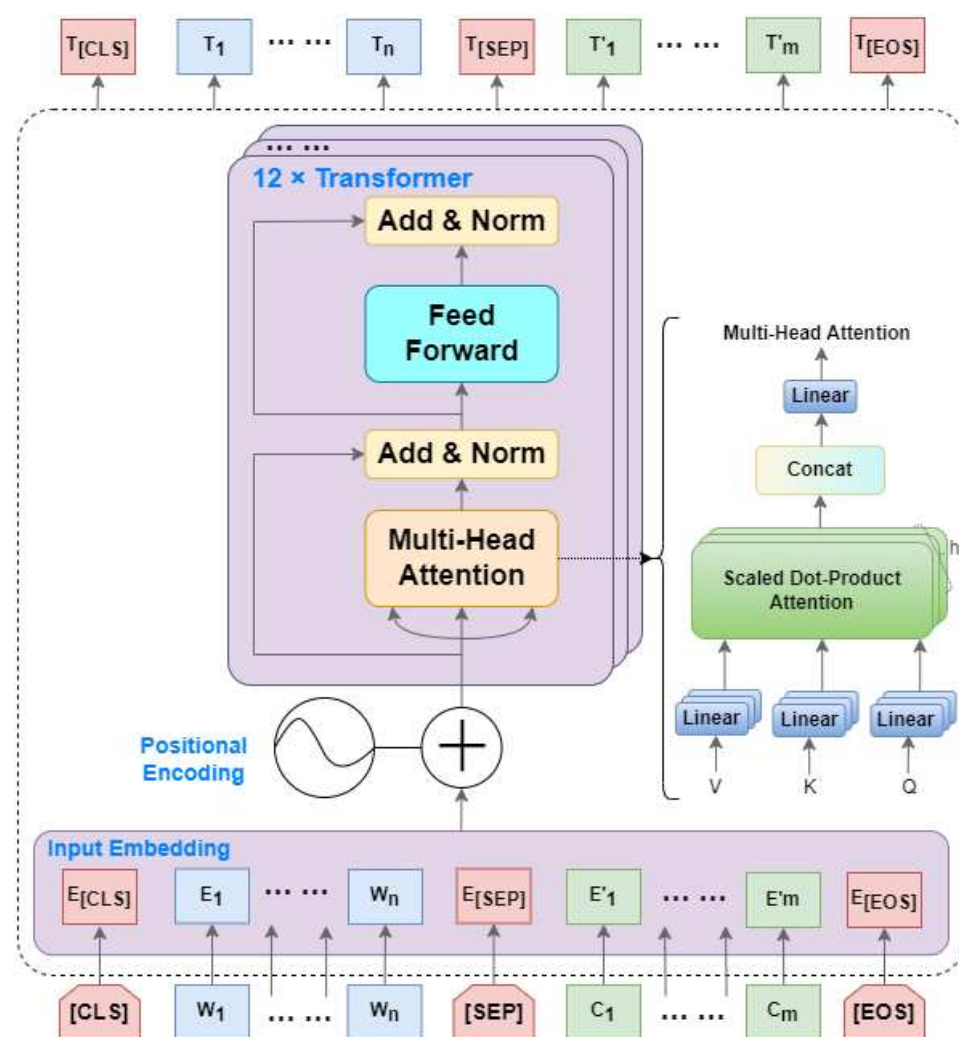 T[CLS] T1 ... ... Tn T[SEP] T'1 ... ... T'm T[EOS]
... ...
12 × Transformer
Add & Norm
Feed
Forward
Add & Norm
Multi-Head
Attention
Multi-Head Attention
Linear
Concat
Scaled Dot-Product
Attention
h
Linear Linear Linear
V K Q
Positional
Encoding
Input Embedding
E[CLS] E1 ... ... Wn E[SEP] E'1 ... ... E'm E[EOS]
[CLS] W1 ... ... Wn [SEP] C1 ... ... Cm [EOS]